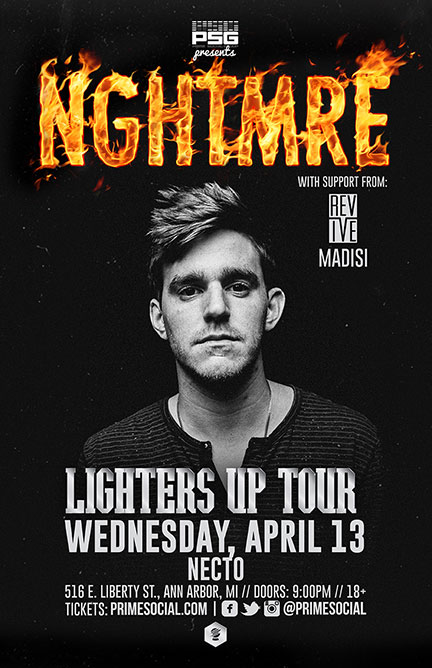 PSG
presents
NGHTMRE
WITH SUPPORT FROM:
REV
IVE
MADISI
LIGHTERS UP TOUR
WEDNESDAY, APRIL 13
NECTO
516 E. LIBERTY ST., ANN ARBOR, MI // DOORS: 9:00PM // 18+
TICKETS: PRIMESOCIAL.COM | @PRIMESOCIAL